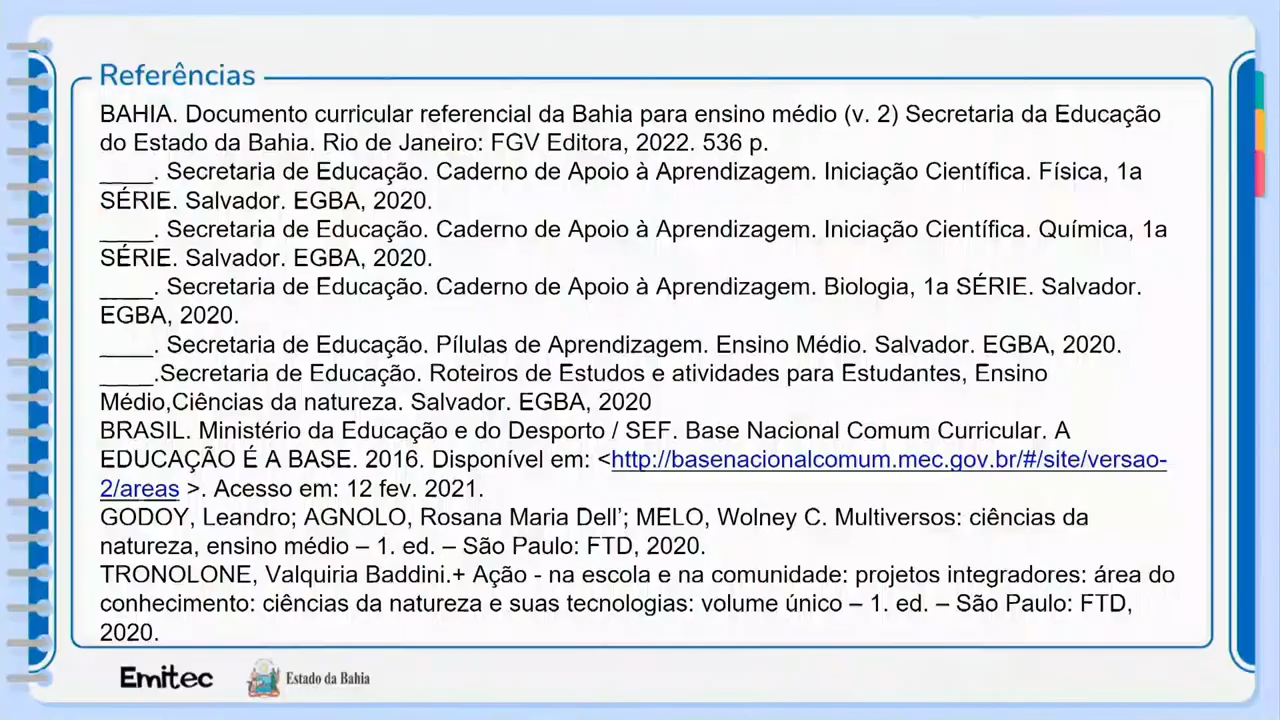 Referências
BAHIA. Documento curricular referencial da Bahia para ensino médio (v. 2) Secretaria da Educação
do Estado da Bahia. Rio de Janeiro: FGV Editora, 2022. 536 p.
____. Secretaria de Educação. Caderno de Apoio à Aprendizagem. Iniciação Científica. Física, 1a
SÉRIE. Salvador. EGBA, 2020.
____. Secretaria de Educação. Caderno de Apoio à Aprendizagem. Iniciação Científica. Química, 1a
SÉRIE. Salvador. EGBA, 2020.
____. Secretaria de Educação. Caderno de Apoio à Aprendizagem. Biologia, 1a SÉRIE. Salvador.
EGBA, 2020.
____. Secretaria de Educação. Pílulas de Aprendizagem. Ensino Médio. Salvador. EGBA, 2020.
____.Secretaria de Educação. Roteiros de Estudos e atividades para Estudantes, Ensino
Médio,Ciências da natureza. Salvador. EGBA, 2020
BRASIL. Ministério da Educação e do Desporto / SEF. Base Nacional Comum Curricular. A
EDUCAÇÃO É A BASE. 2016. Disponível em: <http://basenacionalcomum.mec.gov.br/#/site/versao-
2/areas >. Acesso em: 12 fev. 2021.
GODOY, Leandro; AGNOLO, Rosana Maria Dell’; MELO, Wolney C. Multiversos: ciências da
natureza, ensino médio – 1. ed. – São Paulo: FTD, 2020.
TRONOLONE, Valquiria Baddini.+ Ação - na escola e na comunidade: projetos integradores: área do
conhecimento: ciências da natureza e suas tecnologias: volume único – 1. ed. – São Paulo: FTD,
2020.
Emitec
Estado da Bahia